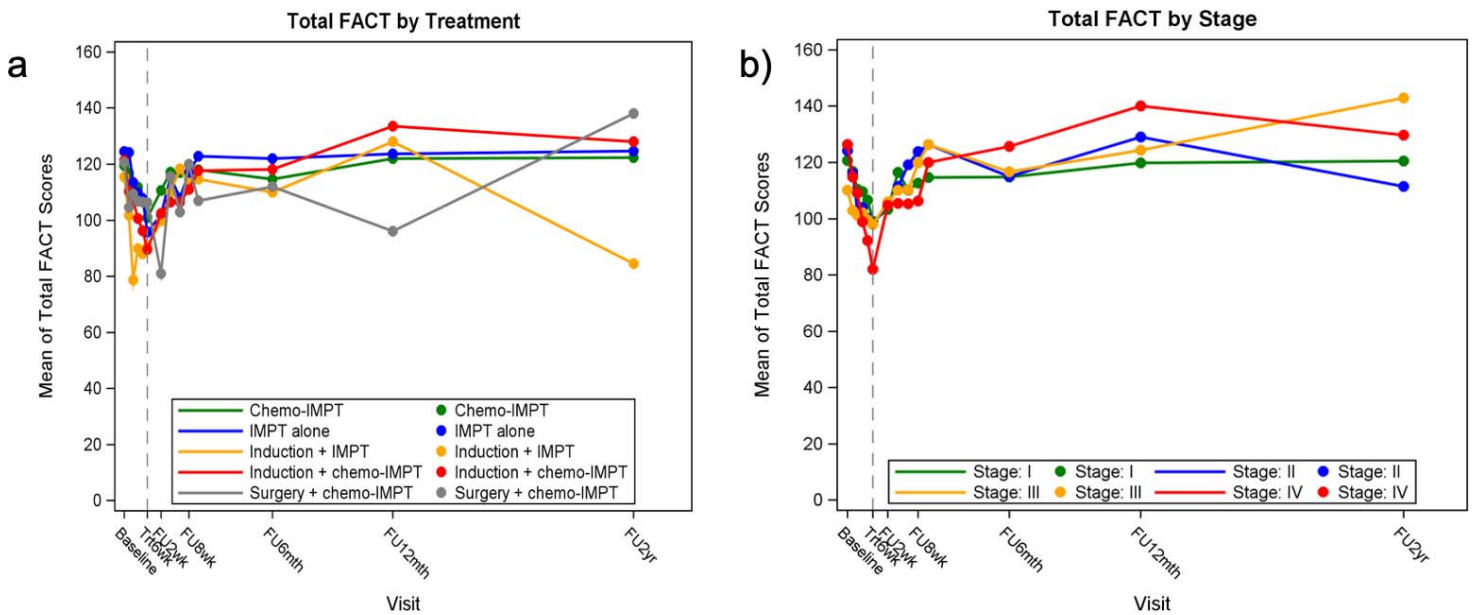 a
Total FACT by Treatment
160
140
120
100
80
60
40
20
0
Mean of Total FACT Scores
Chemo-IMPT
Chemo-IMPT
IMPT alone
IMPT alone
Induction + IMPT
Induction + IMPT
Induction + chemo-IMPT
Induction + chemo-IMPT
Surgery + chemo-IMPT
Surgery + chemo-IMPT
Baseline
Trt6wk
FU2wk
FU8wk
FU6mth
FU12mth
FU2yr
Visit
b)
Total FACT by Stage
160
140
120
100
80
60
40
20
0
Mean of Total FACT Scores
Stage: I
Stage: I
Stage: II
Stage: II
Stage: III
Stage: III
Stage: IV
Stage: IV
Baseline
Trt6wk
FU2wk
FU8wk
FU6mth
FU12mth
FU2yr
Visit